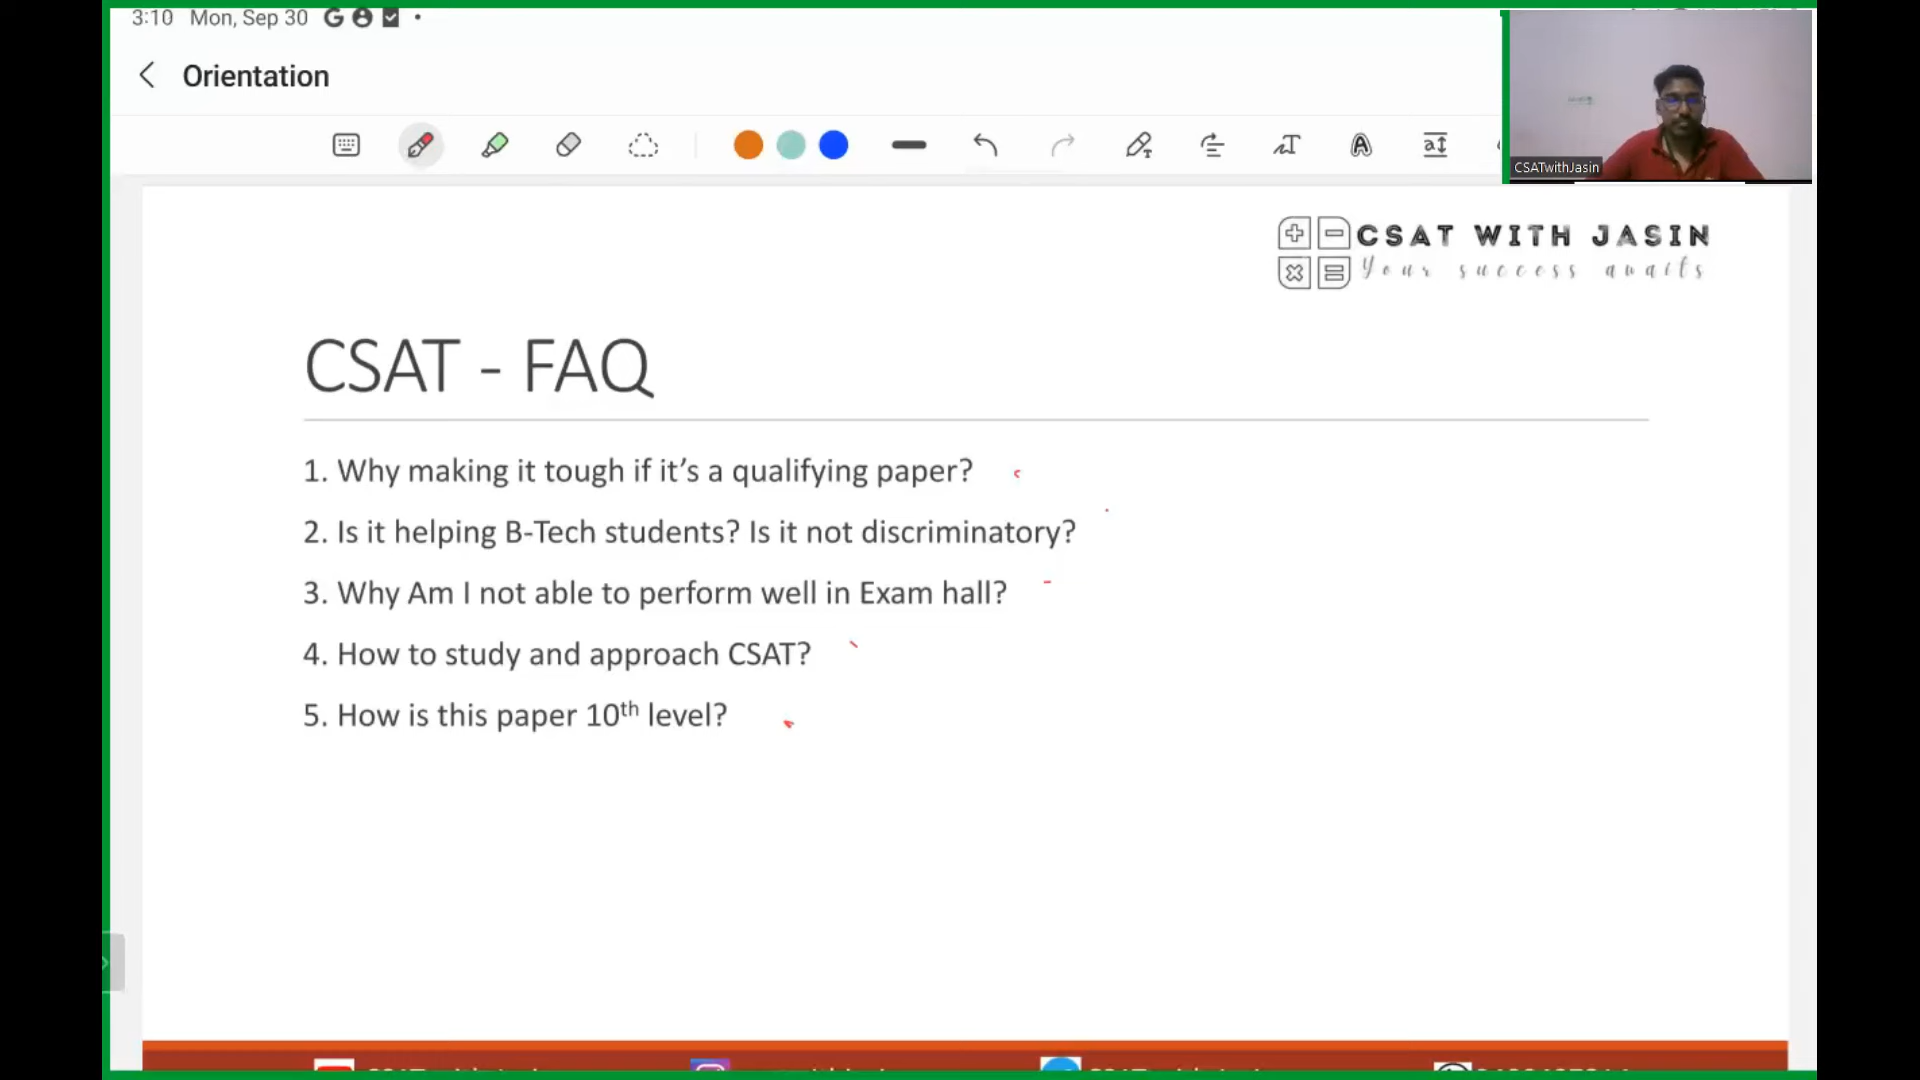 3:10 Mon, Sep 30
Orientation
CSATwithJasin
CSAT WITH JASIN
Your success awaits
CSAT - FAQ
1. Why making it tough if it’s a qualifying paper?
2. Is it helping B-Tech students? Is it not discriminatory?
3. Why Am I not able to perform well in Exam hall?
4. How to study and approach CSAT?
5. How is this paper 10th level?